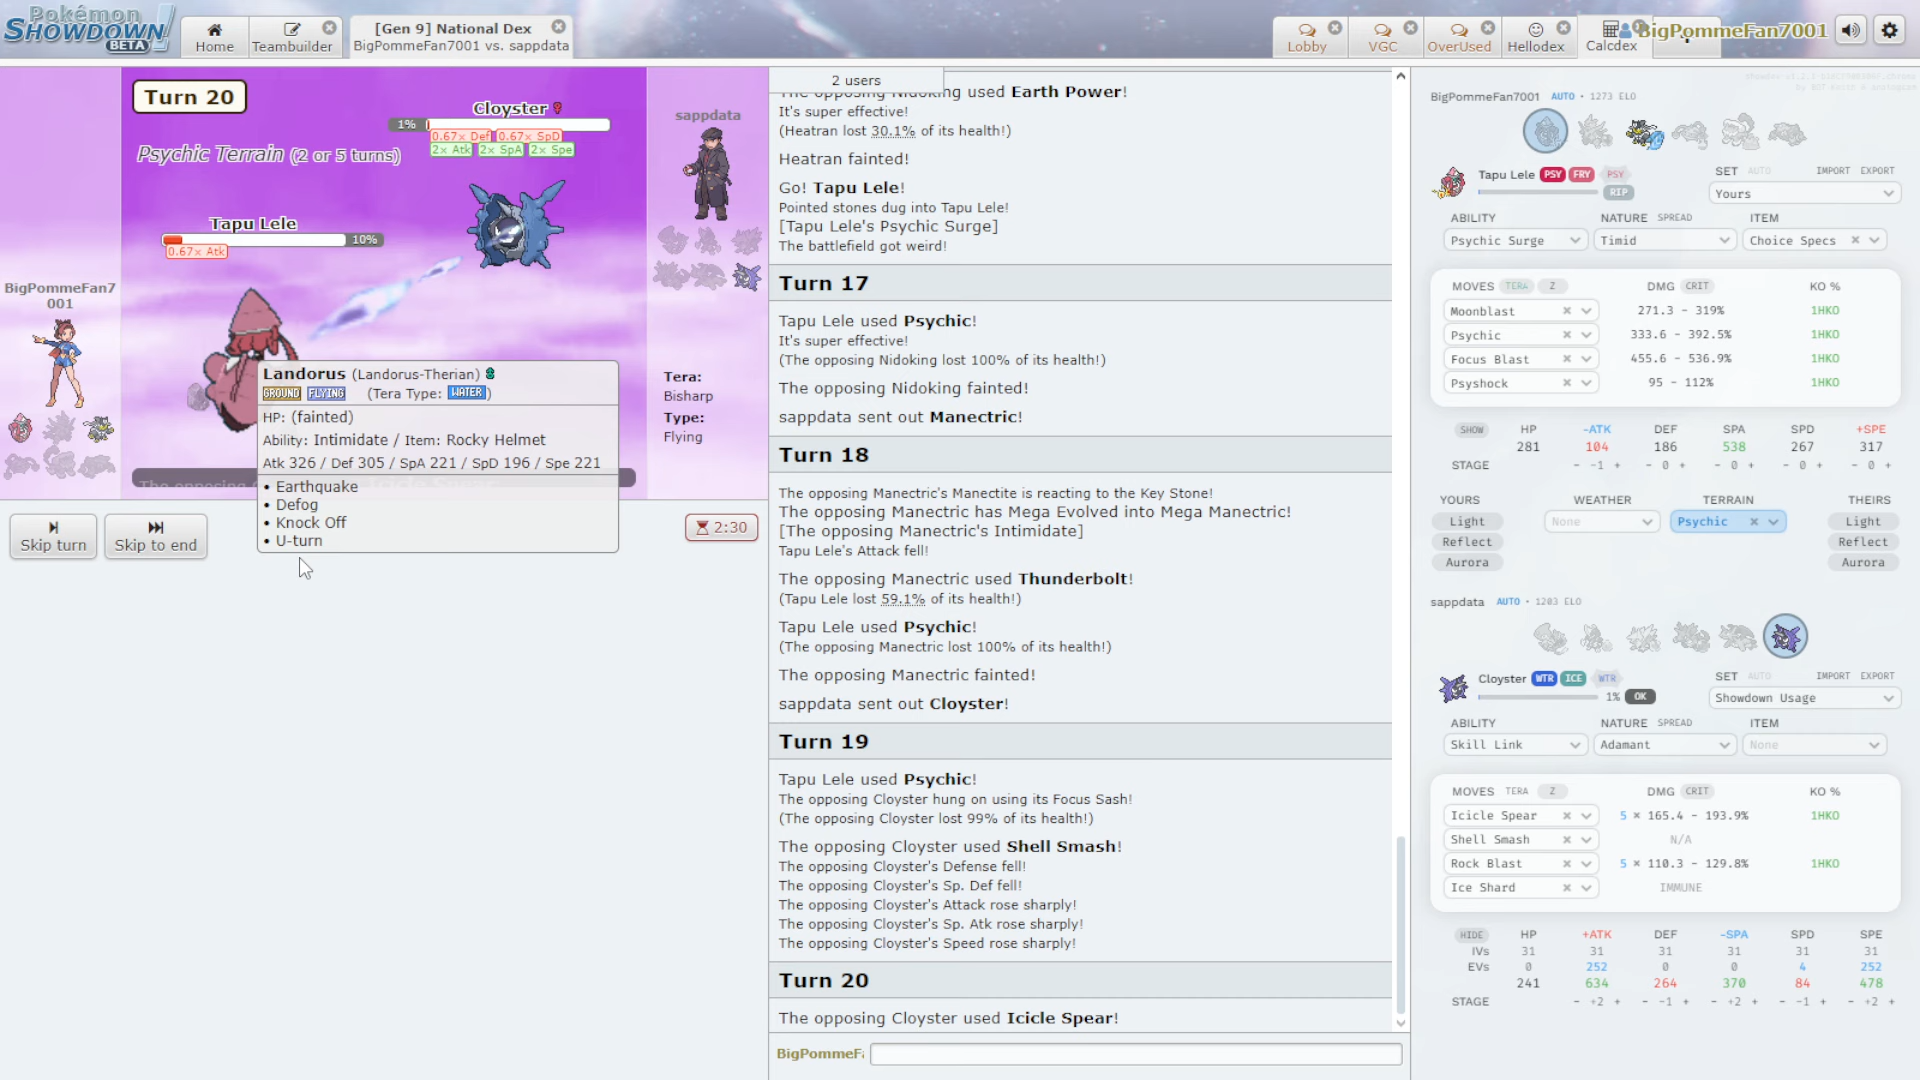 Pokémon
SHOWDOWN!
BETA
Home
Teambuilder
[Gen 9] National Dex
BigPommeFan7001 vs. sappdata
Lobby
VGC
OverUsed
Hellodex
Calcdex
BigPommeFan7001
Turn 20
Psychic Terrain (2 or 5 turns)
Cloyster
1%
0.67× Def 0.67× SpD
2× Atk 2× SpA 2× Spe
Tapu Lele
10%
0.67× Atk
BigPommeFan7
001
sappdata
Tera:
Bisharp
Type:
Flying
Landorus (Landorus-Therian)
GROUND FLYING (Tera Type: WATER)
HP: (fainted)
Ability: Intimidate / Item: Rocky Helmet
Atk 326 / Def 305 / SpA 221 / SpD 196 / Spe 221
• Earthquake
• Defog
• Knock Off
• U-turn
Skip turn
Skip to end
2:30
2 users
The opposing Nidoking used Earth Power!
It's super effective!
(Heatran lost 30.1% of its health!)
Heatran fainted!
Go! Tapu Lele!
Pointed stones dug into Tapu Lele!
[Tapu Lele's Psychic Surge]
The battlefield got weird!
Turn 17
Tapu Lele used Psychic!
It's super effective!
(The opposing Nidoking lost 100% of its health!)
The opposing Nidoking fainted!
sappdata sent out Manectric!
Turn 18
The opposing Manectric's Manectite is reacting to the Key Stone!
The opposing Manectric has Mega Evolved into Mega Manectric!
[The opposing Manectric's Intimidate]
Tapu Lele's Attack fell!
The opposing Manectric used Thunderbolt!
(Tapu Lele lost 59.1% of its health!)
Tapu Lele used Psychic!
(The opposing Manectric lost 100% of its health!)
The opposing Manectric fainted!
sappdata sent out Cloyster!
Turn 19
Tapu Lele used Psychic!
The opposing Cloyster hung on using its Focus Sash!
(The opposing Cloyster lost 99% of its health!)
The opposing Cloyster used Shell Smash!
The opposing Cloyster's Defense fell!
The opposing Cloyster's Sp. Def fell!
The opposing Cloyster's Attack rose sharply!
The opposing Cloyster's Sp. Atk rose sharply!
The opposing Cloyster's Speed rose sharply!
Turn 20
The opposing Cloyster used Icicle Spear!
BigPommeF
BigPommeFan7001 AUTO • 1273 ELO
Tapu Lele PSY FRY PSY
RIP
SET AUTO IMPORT EXPORT
Yours
ABILITY NATURE SPREAD ITEM
Psychic Surge Timid Choice Specs
MOVES TERA Z DMG CRIT KO %
Moonblast 271.3 - 319% 1HKO
Psychic 333.6 - 392.5% 1HKO
Focus Blast 455.6 - 536.9% 1HKO
Psyshock 95 - 112% 1HKO
SHOW HP -ATK DEF SPA SPD +SPE
281 104 186 538 267 317
STAGE - -1 + - 0 + - 0 + - 0 + - 0 +
YOURS WEATHER TERRAIN THEIRS
Light None Psychic Light
Reflect Reflect
Aurora Aurora
sappdata AUTO • 1203 ELO
Cloyster WTR ICE WTR
1% OK
SET AUTO IMPORT EXPORT
Showdown Usage
ABILITY NATURE SPREAD ITEM
Skill Link Adamant None
MOVES TERA Z DMG CRIT KO %
Icicle Spear 5 × 165.4 - 193.9% 1HKO
Shell Smash N/A
Rock Blast 5 × 110.3 - 129.8% 1HKO
Ice Shard IMMUNE
HIDE HP +ATK DEF -SPA SPD SPE
IVs 31 31 31 31 31 31
EVs 0 252 0 0 4 252
241 634 264 370 84 478
STAGE - +2 + - -1 + - +2 + - -1 + - +2 +